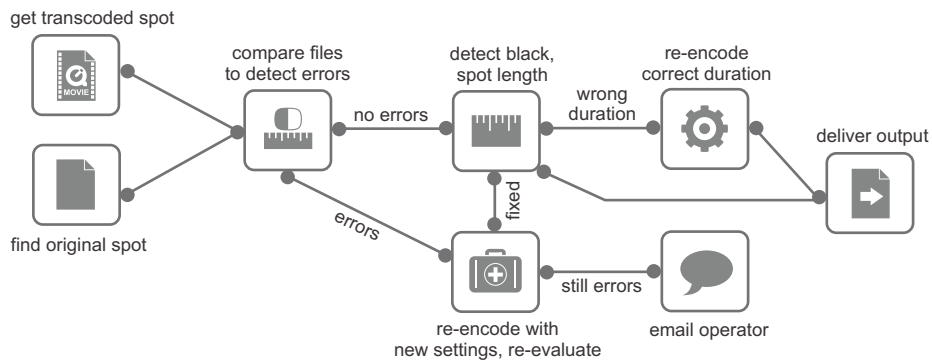 get transcoded spot
MOVIE
find original spot
compare files
to detect errors
no errors
errors
detect black,
spot length
wrong
duration
re-encode
correct duration
fixed
re-encode with
new settings, re-evaluate
still errors
email operator
deliver output